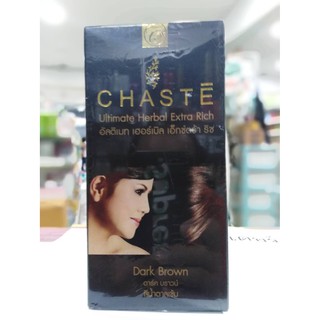 CHASTĒ
Ultimate Herbal Extra Rich
อัลติเมท เฮอร์เบิล เอ็กซ์ตร้า ริช
Dark Brown
ดาร์ค บราวน์
สีน้ำตาลเข้ม